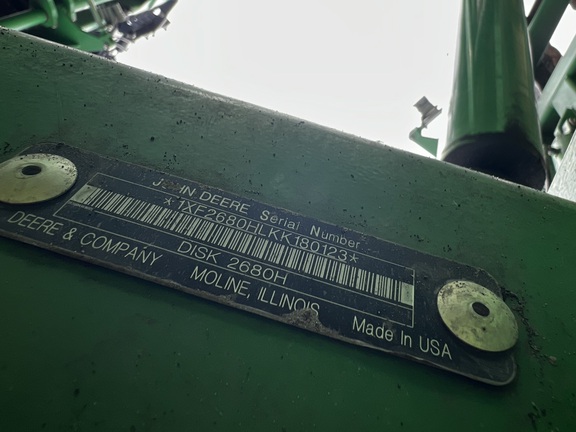 JOHN DEERE Serial Number
*1XF2680HLKK180123*
DISK 2680H
DEERE & COMPANY MOLINE, ILLINOIS Made In USA